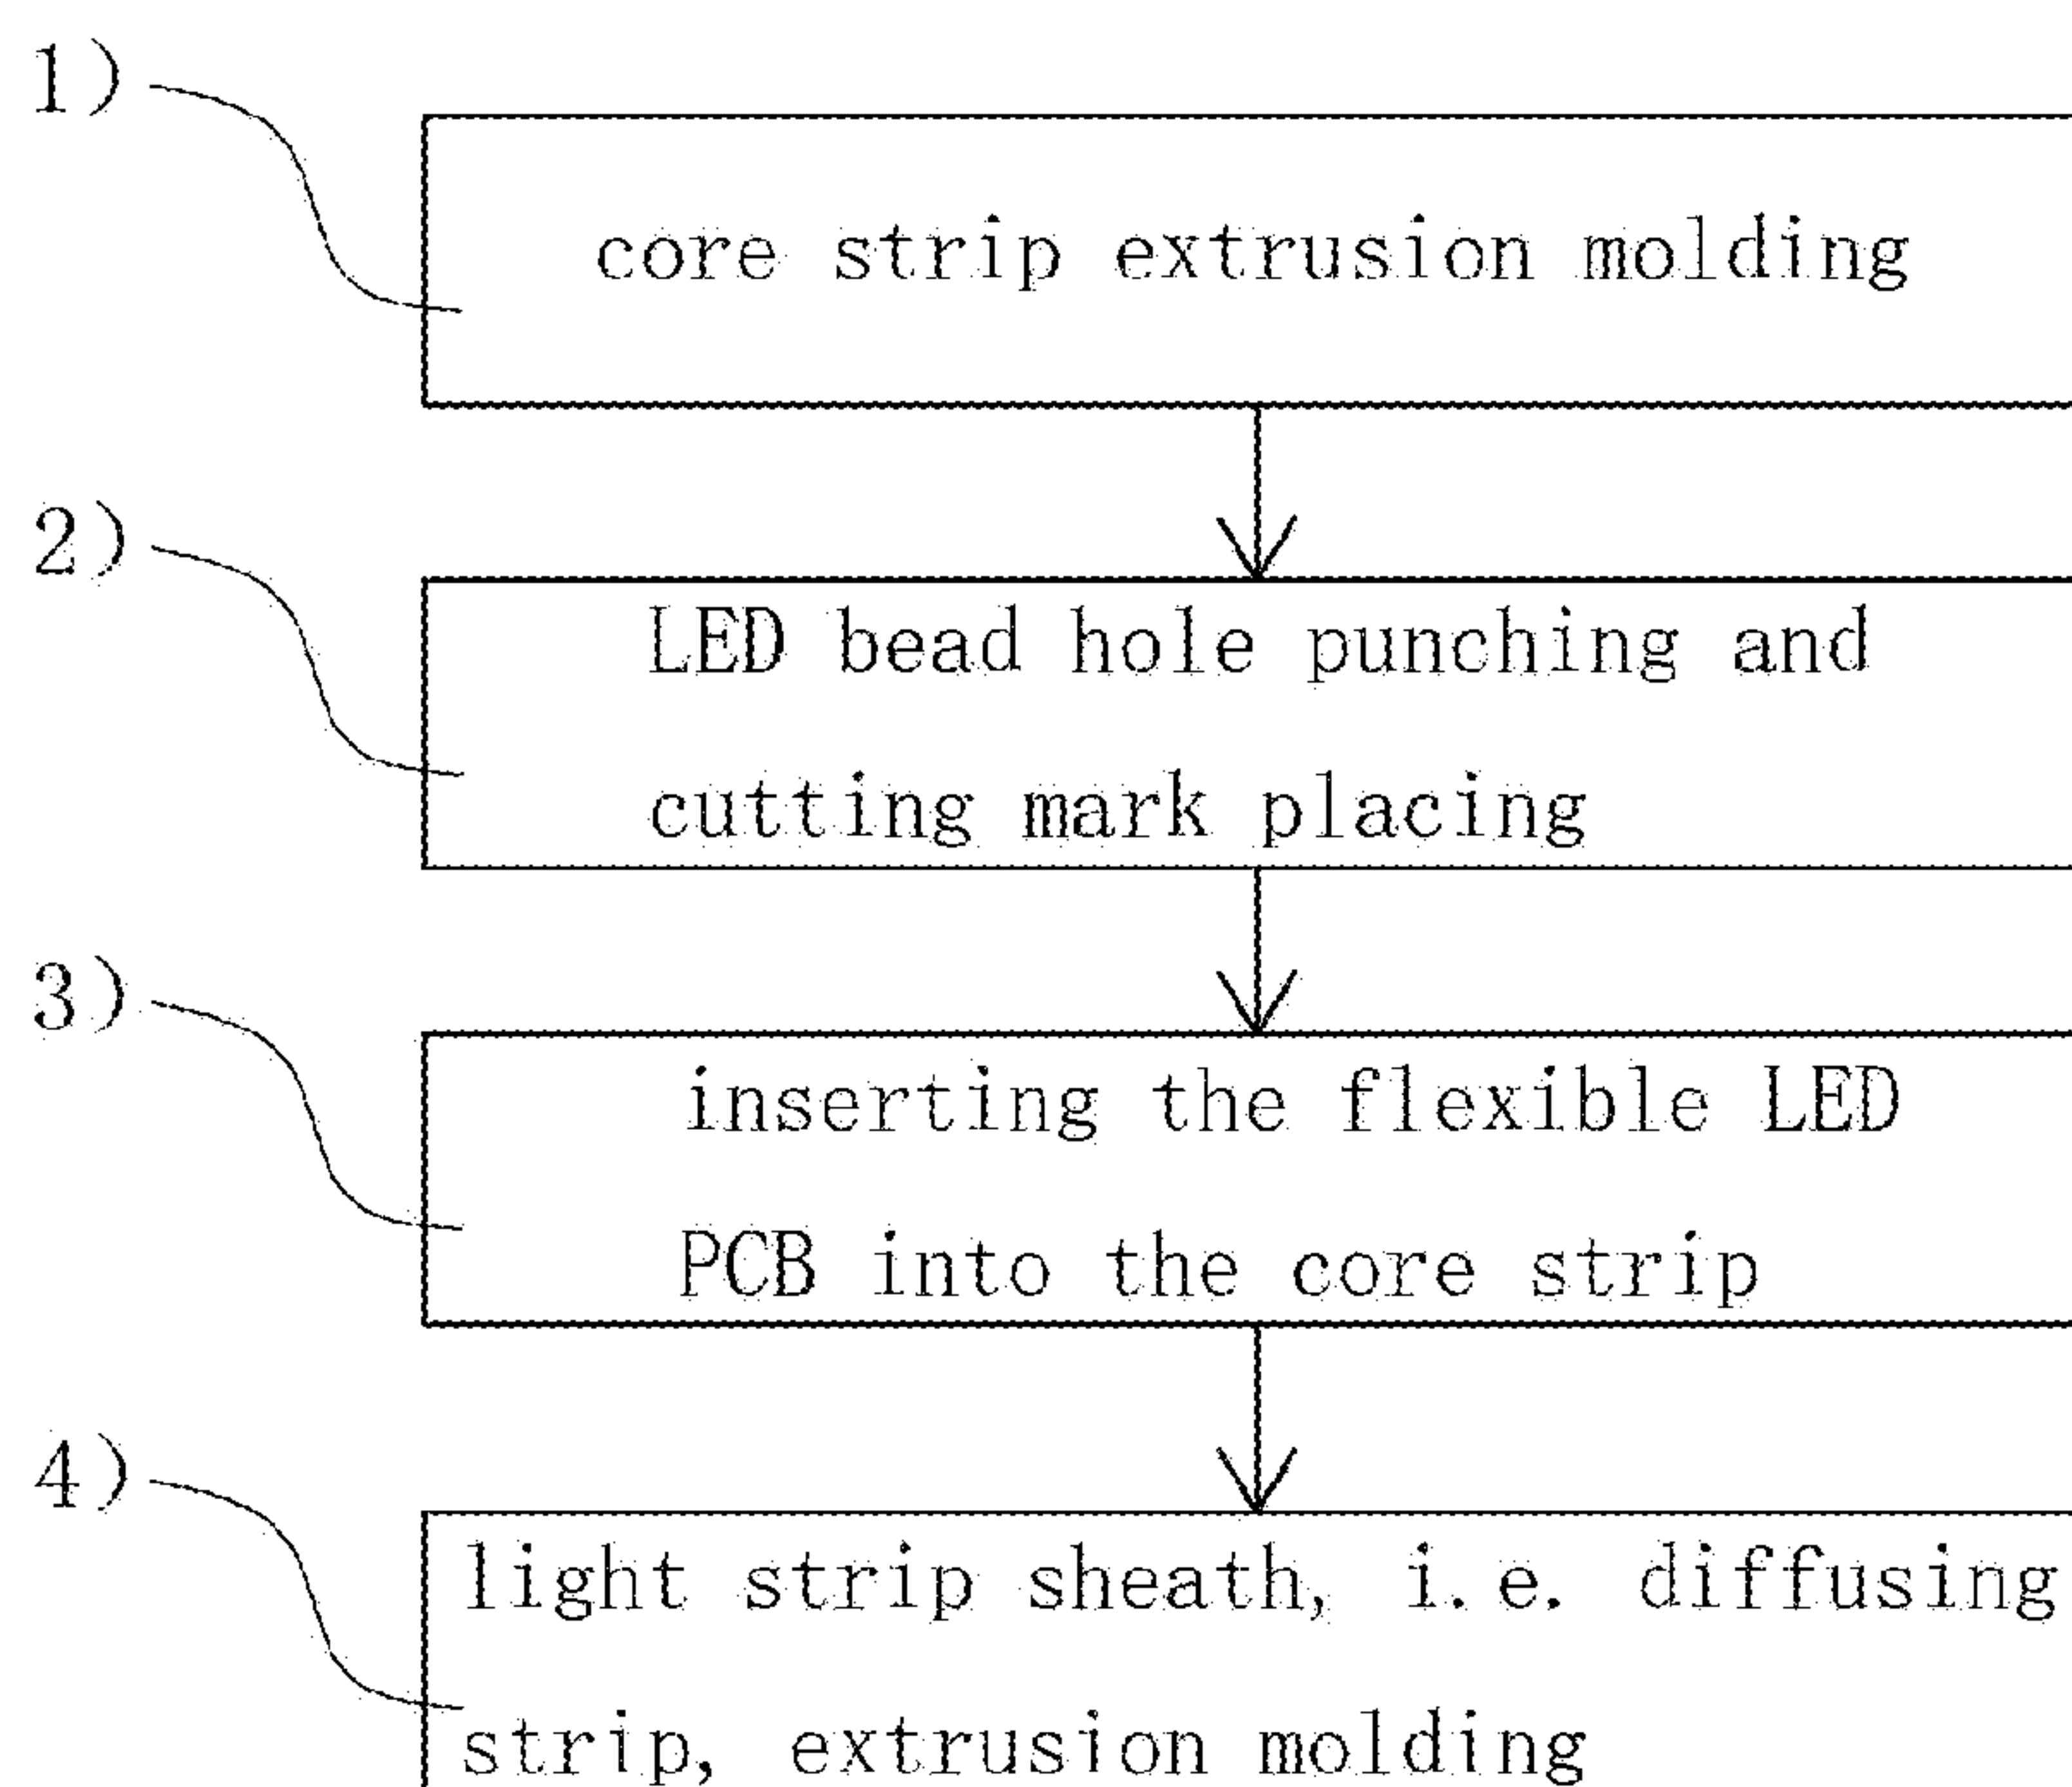 1)
core strip extrusion molding
2)
LED bead hole punching and
cutting mark placing
3)
inserting the flexible LED
PCB into the core strip
4)
light strip sheath, i.e. diffusing
strip, extrusion molding